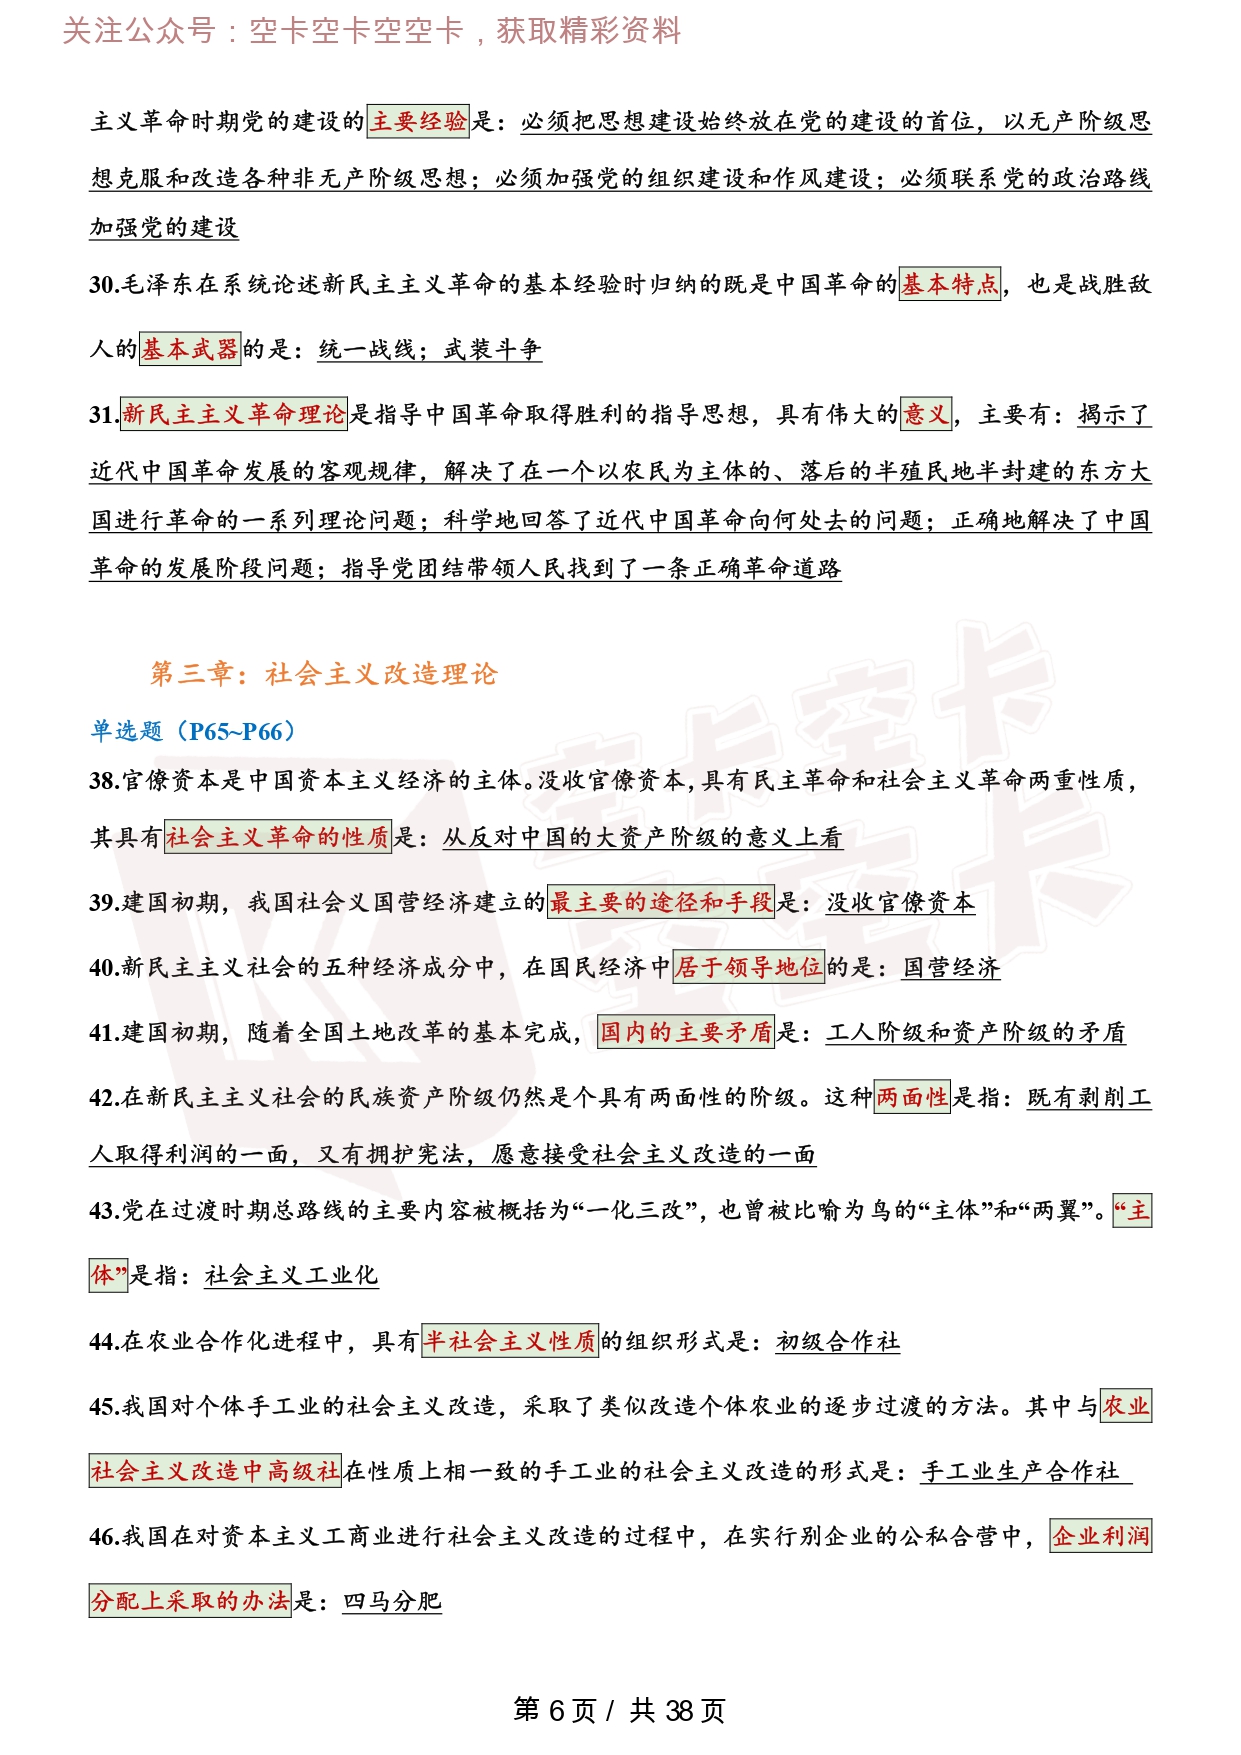 关注公众号：空卡空卡空空卡，获取精彩资料
主义革命时期党的建设的主要经验是：必须把思想建设始终放在党的建设的首位，以无产阶级思
想克服和改造各种非无产阶级思想；必须加强党的组织建设和作风建设；必须联系党的政治路线
加强党的建设
30.毛泽东在系统论述新民主主义革命的基本经验时归纳的既是中国革命的基本特点，也是战胜敌
人的基本武器的是：统一战线；武装斗争
31.新民主主义革命理论是指导中国革命取得胜利的指导思想，具有伟大的意义，主要有：揭示了
近代中国革命发展的客观规律，解决了在一个以农民为主体的、落后的半殖民地半封建的东方大
国进行革命的一系列理论问题；科学地回答了近代中国革命向何处去的问题；正确地解决了中国
革命的发展阶段问题；指导党团结带领人民找到了一条正确革命道路
第三章：社会主义改造理论
单选题（P65~P66）
38.官僚资本是中国资本主义经济的主体。没收官僚资本，具有民主革命和社会主义革命两重性质，
其具有社会主义革命的性质是：从反对中国的大资产阶级的意义上看
39.建国初期，我国社会义国营经济建立的最主要的途径和手段是：没收官僚资本
40.新民主主义社会的五种经济成分中，在国民经济中居于领导地位的是：国营经济
41.建国初期，随着全国土地改革的基本完成，国内的主要矛盾是：工人阶级和资产阶级的矛盾
42.在新民主主义社会的民族资产阶级仍然是个具有两面性的阶级。这种两面性是指：既有剥削工
人取得利润的一面，又有拥护宪法，愿意接受社会主义改造的一面
43.党在过渡时期总路线的主要内容被概括为“一化三改”，也曾被比喻为鸟的“主体”和“两翼”。“主
体”是指：社会主义工业化
44.在农业合作化进程中，具有半社会主义性质的组织形式是：初级合作社
45.我国对个体手工业的社会主义改造，采取了类似改造个体农业的逐步过渡的方法。其中与农业
社会主义改造中高级社在性质上相一致的手工业的社会主义改造的形式是：手工业生产合作社
46.我国在对资本主义工商业进行社会主义改造的过程中，在实行别企业的公私合营中，企业利润
分配上采取的办法是：四马分肥
空卡空卡
空空卡
第 6 页 / 共 38 页